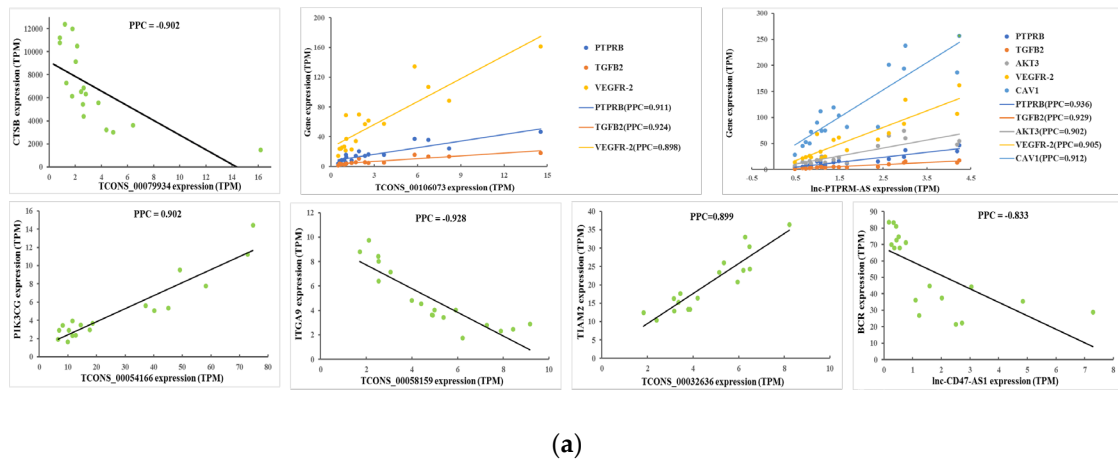 PPC = -0.902
CTSB expression (TPM)
12000
10000
8000
6000
4000
2000
0
0 2 4 6 8 10 12 14 16
TCONS_00079934 expression (TPM)
Gene expression (TPM)
200
160
120
80
40
0
0 3 6 9 12 15
TCONS_00106073 expression (TPM)
PTPRB
TGFB2
VEGFR-2
PTPRB(PPC=0.911)
TGFB2(PPC=0.924)
VEGFR-2(PPC=0.898)
Gene expression (TPM)
300
250
200
150
100
50
0
-0.5 0.5 1.5 2.5 3.5 4.5
lnc-PTPRM-AS expression (TPM)
PTPRB
TGFB2
AKT3
VEGFR-2
CAV1
PTPRB(PPC=0.936)
TGFB2(PPC=0.929)
AKT3(PPC=0.902)
VEGFR-2(PPC=0.905)
CAV1(PPC=0.912)
PPC = 0.902
PIK3CG expression (TPM)
16
14
12
10
8
6
4
2
0
0 10 20 30 40 50 60 70 80
TCONS_00054166 expression (TPM)
PPC = -0.928
ITGA9 expression (TPM)
12
10
8
6
4
2
0
0 2 4 6 8 10
TCONS_00058159 expression (TPM)
PPC=0.899
TIAM2 expression (TPM)
40
35
30
25
20
15
10
5
0
0 2 4 6 8 10
TCONS_00032636 expression (TPM)
PPC = -0.833
BCR expression (TPM)
90
80
70
60
50
40
30
20
10
0
0 1 2 3 4 5 6 7 8
lnc-CD47-AS1 expression (TPM)
(a)